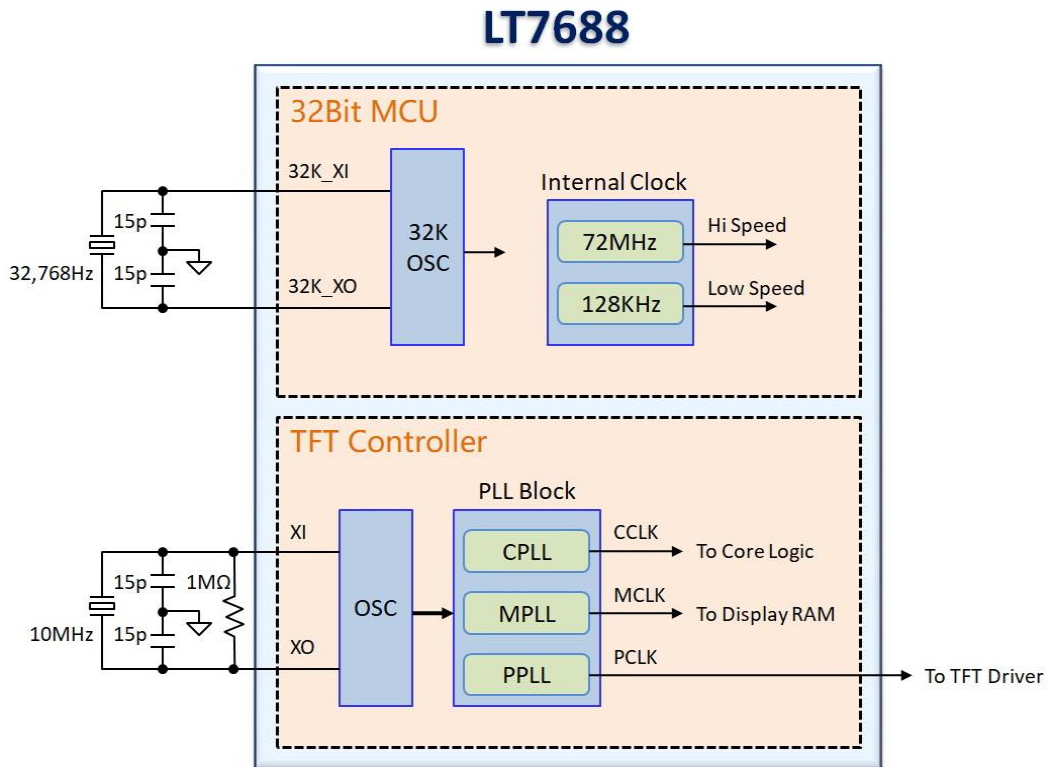 LT7688
32Bit MCU
32K_XI
15p
32,768Hz
15p
32K_XO
32K
OSC
Internal Clock
72MHz
Hi Speed
128KHz
Low Speed
TFT Controller
XI
15p
1MΩ
10MHz
15p
XO
OSC
PLL Block
CPLL
CCLK
To Core Logic
MPLL
MCLK
To Display RAM
PPLL
PCLK
To TFT Driver